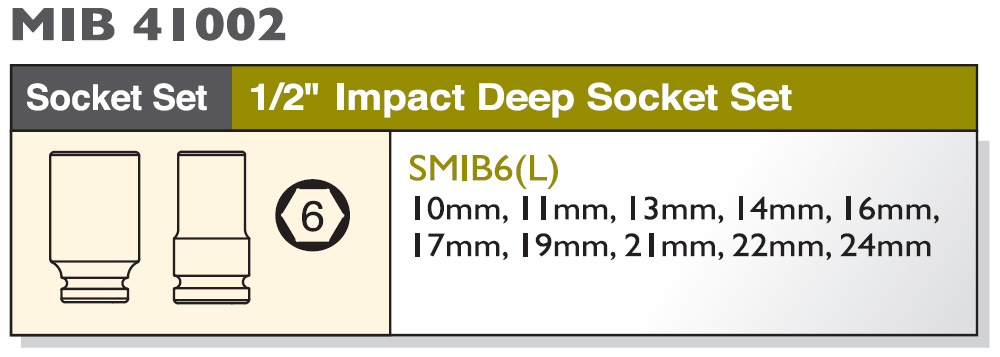 MIB 41002
Socket Set 1/2" Impact Deep Socket Set
SMIB6(L)
6
10mm, 11mm, 13mm, 14mm, 16mm,
17mm, 19mm, 21mm, 22mm, 24mm